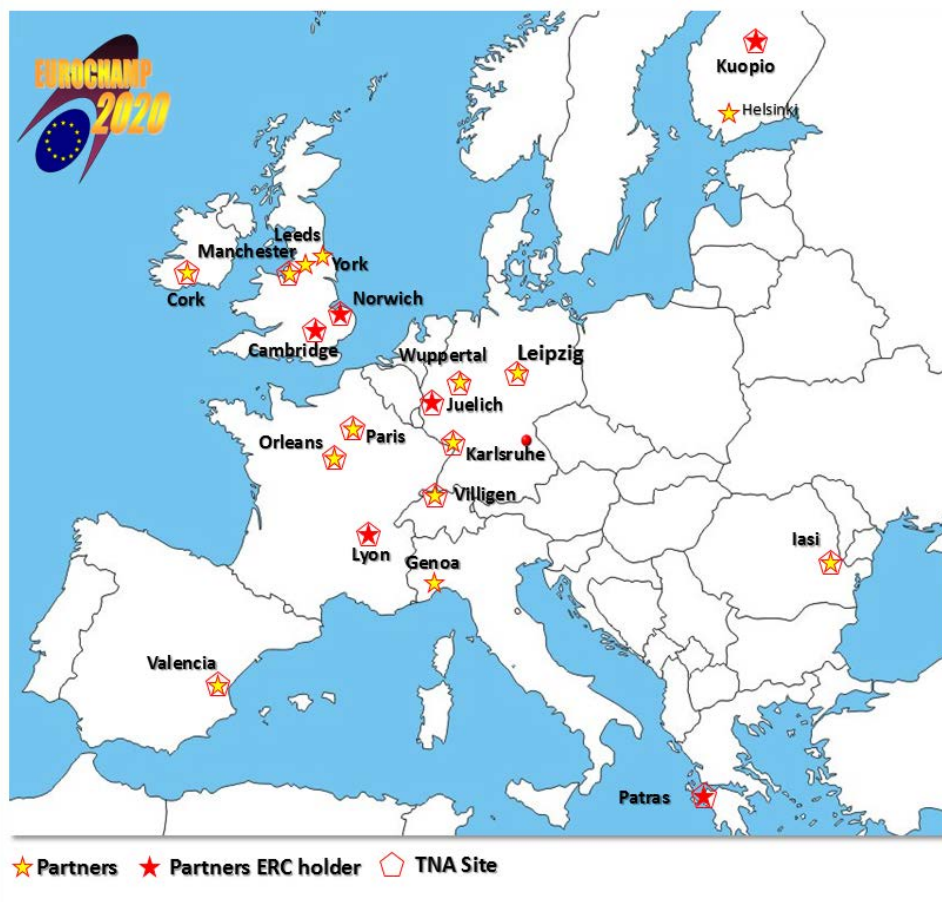 EUROCHAMP
2020
Kuopio
Helsinki
Leeds
Manchester
York
Cork
Norwich
Cambridge
Wuppertal
Leipzig
Juelich
Orleans
Paris
Karlsruhe
Villigen
Lyon
Genoa
Iasi
Valencia
Patras
Partners
Partners ERC holder
TNA Site